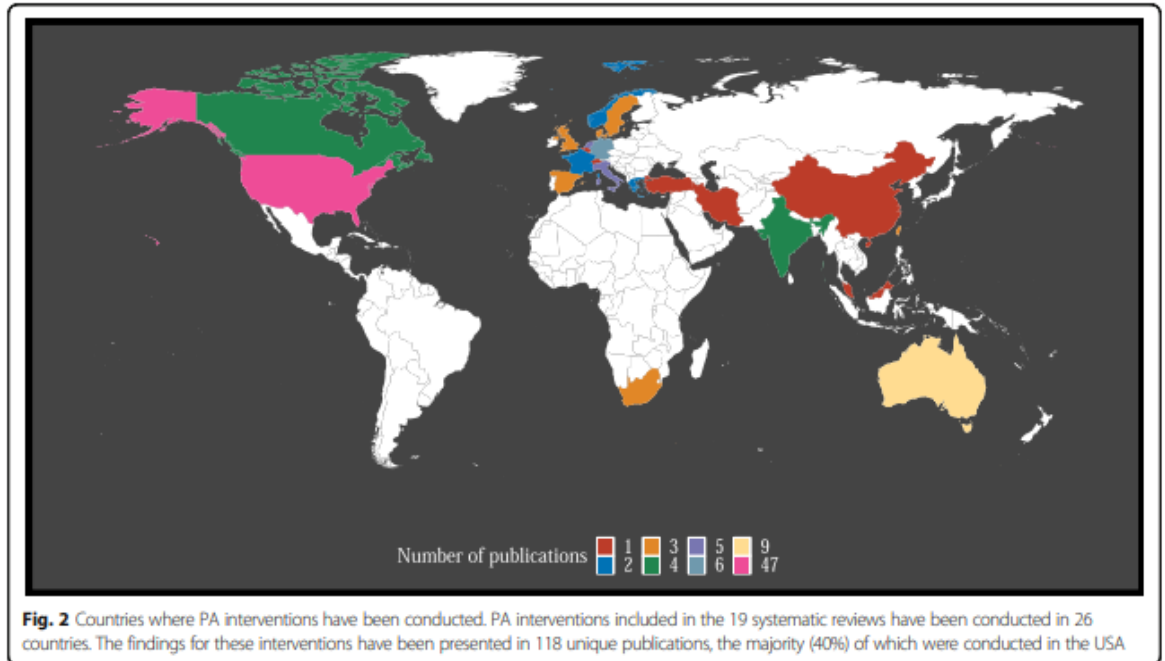 Number of publications 1 3 5 9
2 4 6 47
Fig. 2 Countries where PA interventions have been conducted. PA interventions included in the 19 systematic reviews have been conducted in 26
countries. The findings for these interventions have been presented in 118 unique publications, the majority (40%) of which were conducted in the USA